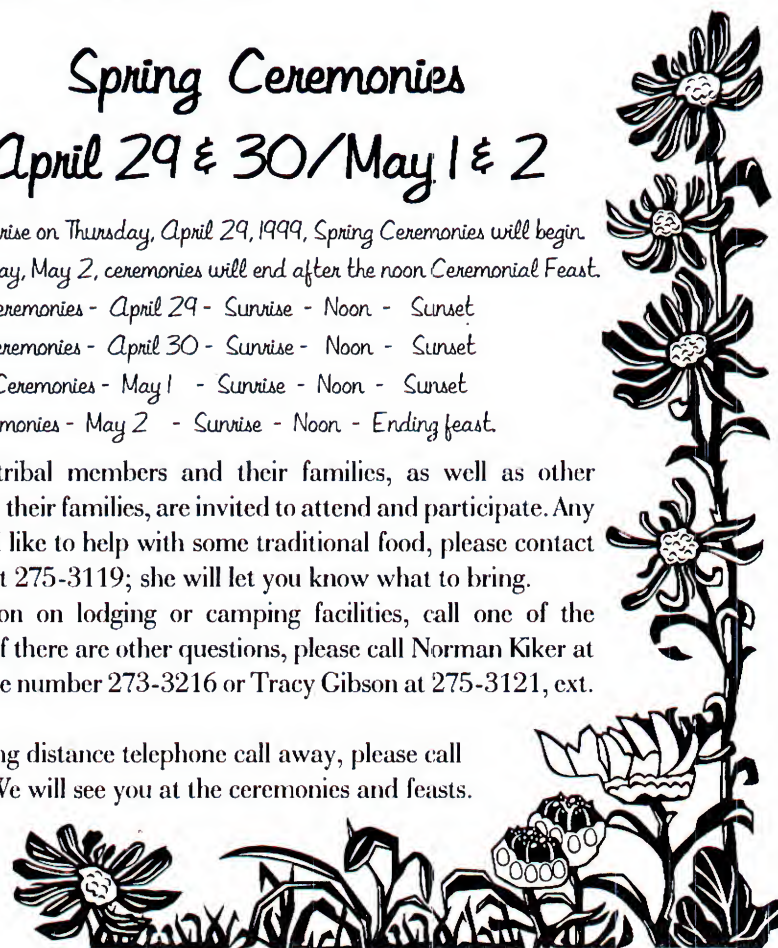 Spring Ceremonies
April 29 & 30/May 1 & 2
rise on Thursday, April 29, 1999, Spring Ceremonies will begin.
ay, May 2, ceremonies will end after the noon Ceremonial Feast.
eremonies - April 29 - Sunrise - Noon - Sunset
eremonies - April 30 - Sunrise - Noon - Sunset
Ceremonies - May 1 - Sunrise - Noon - Sunset
monies - May 2 - Sunrise - Noon - Ending feast.
tribal members and their families, as well as other
their families, are invited to attend and participate. Any
like to help with some traditional food, please contact
t 275-3119; she will let you know what to bring.
on on lodging or camping facilities, call one of the
f there are other questions, please call Norman Kiker at
e number 273-3216 or Tracy Gibson at 275-3121, ext.
ng distance telephone call away, please call
We will see you at the ceremonies and feasts.